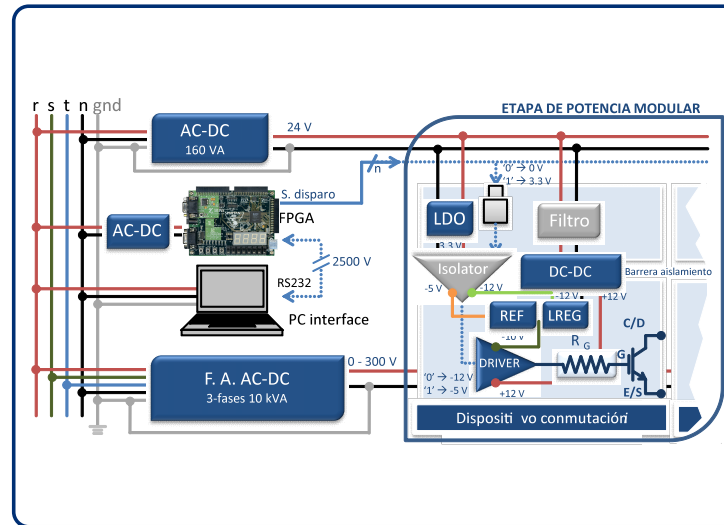 ETAPA DE POTENCIA MODULAR
r s t n gnd
AC-DC
160 VA
24 V
n
'0' → 0 V
'1' → 3.3 V
S. disparo
FPGA
AC-DC
LDO
Filtro
3.3 V
2500 V
RS232
PC interface
Isolator
DC-DC
Barrera aislamiento
-5 V
-12 V
-12 V
+12 V
REF
LREG
C/D
-10 V
R G
DRIVER
G
0 - 300 V
F. A. AC-DC
3-fases 10 kVA
'0' → -12 V
'1' → -5 V
+12 V
E/S
Dispositi vo conmutación